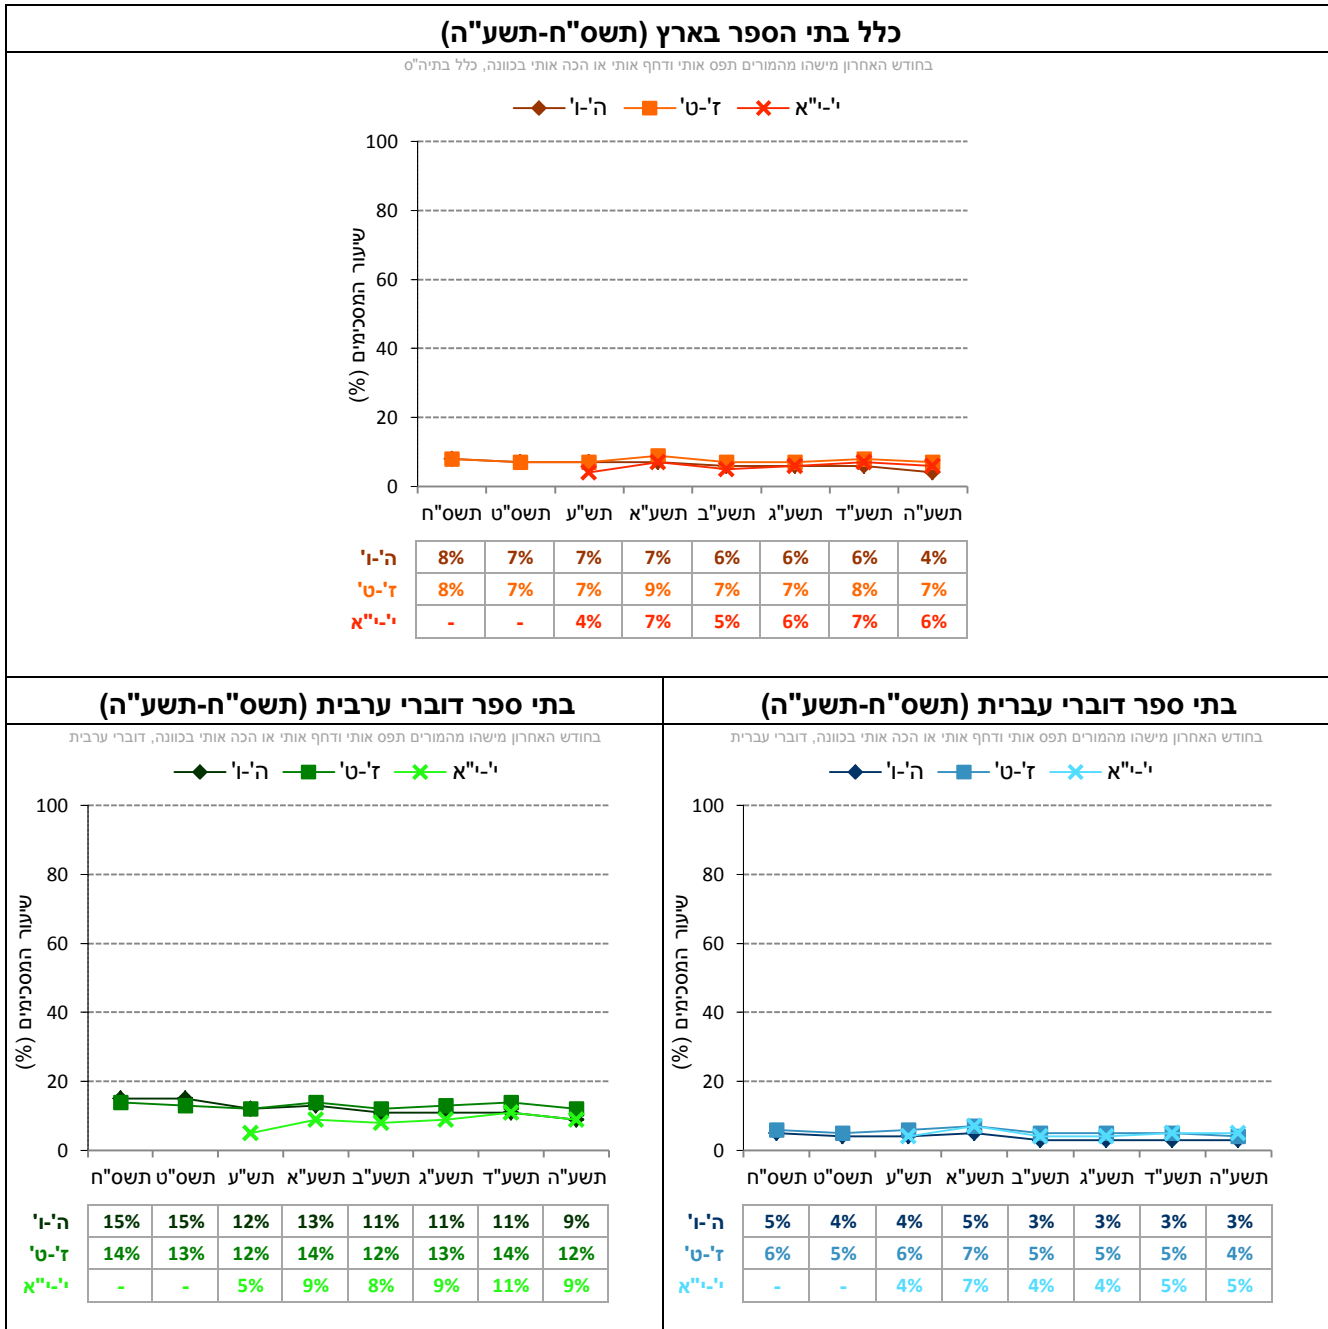 כלל בתי הספר בארץ (תשס"ח-תשע"ה)
בחודש האחרון מישהו מהמורים תפס אותי ודחף אותי או הכה אותי בכוונה, כלל בתיה"ס
ה'-ו' ז'-ט' י'-י"א
שיעור המסכימים (%)
100
80
60
40
20
0
תשס"ח תשס"ט תש"ע תשע"א תשע"ב תשע"ג תשע"ד תשע"ה
ה'-ו' 8% 7% 7% 7% 6% 6% 6% 4%
ז'-ט' 8% 7% 7% 9% 7% 7% 8% 7%
י'-י"א - - 4% 7% 5% 6% 7% 6%
בתי ספר דוברי עברית (תשס"ח-תשע"ה)
בחודש האחרון מישהו מהמורים תפס אותי ודחף אותי או הכה אותי בכוונה, דוברי עברית
ה'-ו' ז'-ט' י'-י"א
שיעור המסכימים (%)
100
80
60
40
20
0
תשס"ח תשס"ט תש"ע תשע"א תשע"ב תשע"ג תשע"ד תשע"ה
ה'-ו' 5% 4% 4% 5% 3% 3% 3% 3%
ז'-ט' 6% 5% 6% 7% 5% 5% 5% 4%
י'-י"א - - 4% 7% 4% 4% 5% 5%
בתי ספר דוברי ערבית (תשס"ח-תשע"ה)
בחודש האחרון מישהו מהמורים תפס אותי ודחף אותי או הכה אותי בכוונה, דוברי ערבית
ה'-ו' ז'-ט' י'-י"א
שיעור המסכימים (%)
100
80
60
40
20
0
תשס"ח תשס"ט תש"ע תשע"א תשע"ב תשע"ג תשע"ד תשע"ה
ה'-ו' 15% 15% 12% 13% 11% 11% 11% 9%
ז'-ט' 14% 13% 12% 14% 12% 13% 14% 12%
י'-י"א - - 5% 9% 8% 9% 11% 9%